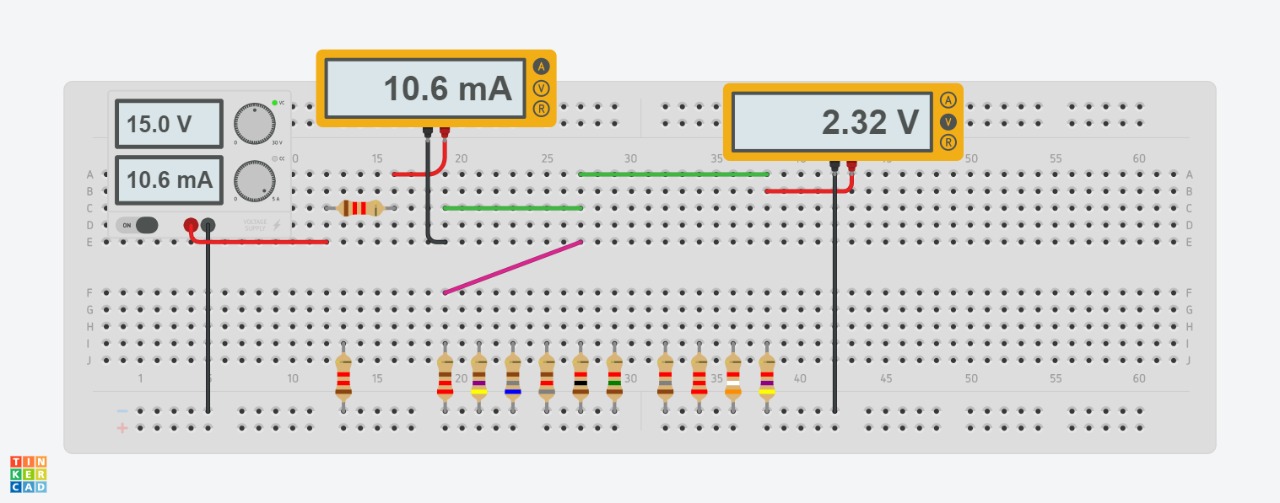 10.6 mA
2.32 V
A
V
R
A
V
R
15.0 V
10.6 mA
VC
CC
0
30 V
0
5 A
ON
VOLTAGE
SUPPLY
0 15 20 25 30 35 40 45 50 55 60
A A
B B
C C
D D
E E
F F
G G
H H
I I
J J
1 10 15 20 25 30 35 40 45 50 55 60
−
+
TIN
KER
CAD